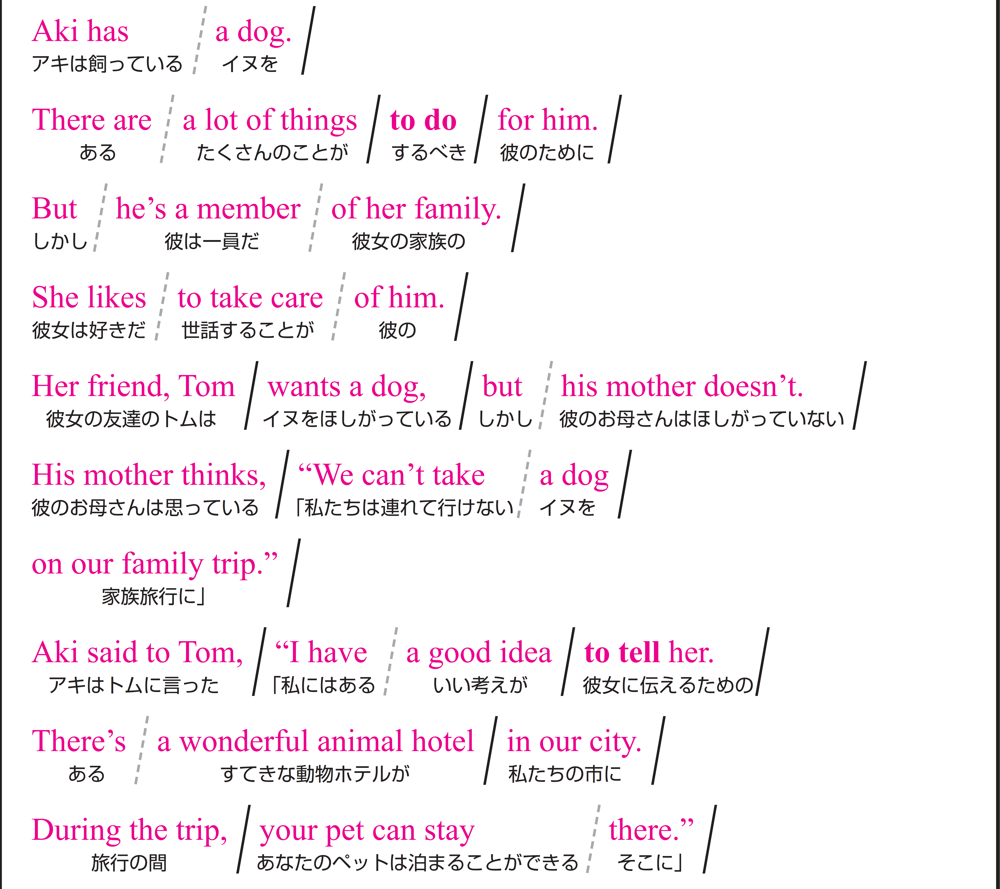 Aki has a dog.
アキは飼っている イヌを
There are a lot of things to do for him.
ある たくさんのことが するべき 彼のために
But he’s a member of her family.
しかし 彼は一員だ 彼女の家族の
She likes to take care of him.
彼女は好きだ 世話することが 彼の
Her friend, Tom wants a dog, but his mother doesn’t.
彼女の友達のトムは イヌをほしがっている しかし 彼のお母さんはほしがっていない
His mother thinks, “We can’t take a dog
彼のお母さんは思っている 「私たちは連れて行けない イヌを
on our family trip.”
家族旅行に」
Aki said to Tom, “I have a good idea to tell her.
アキはトムに言った 「私にはある いい考えが 彼女に伝えるための
There’s a wonderful animal hotel in our city.
ある すてきな動物ホテルが 私たちの市に
During the trip, your pet can stay there.”
旅行の間 あなたのペットは泊まることができる そこに」